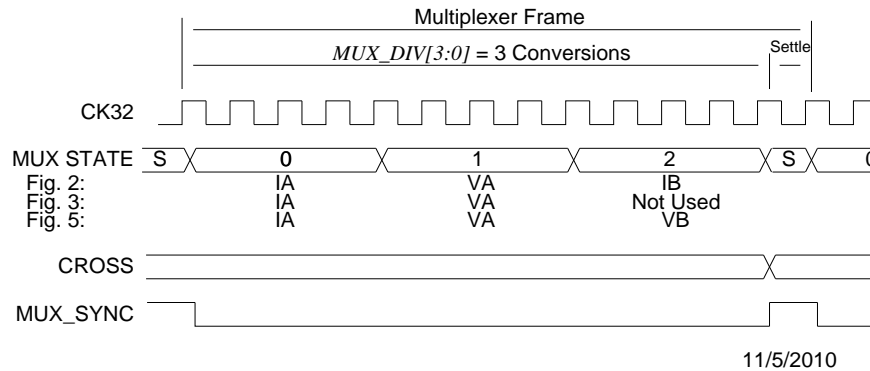 Multiplexer Frame
MUX_DIV[3:0] = 3 Conversions
Settle
CK32
MUX STATE S 0 1 2 S 0
Fig. 2: IA VA IB
Fig. 3: IA VA Not Used
Fig. 5: IA VA VB
CROSS
MUX_SYNC
11/5/2010